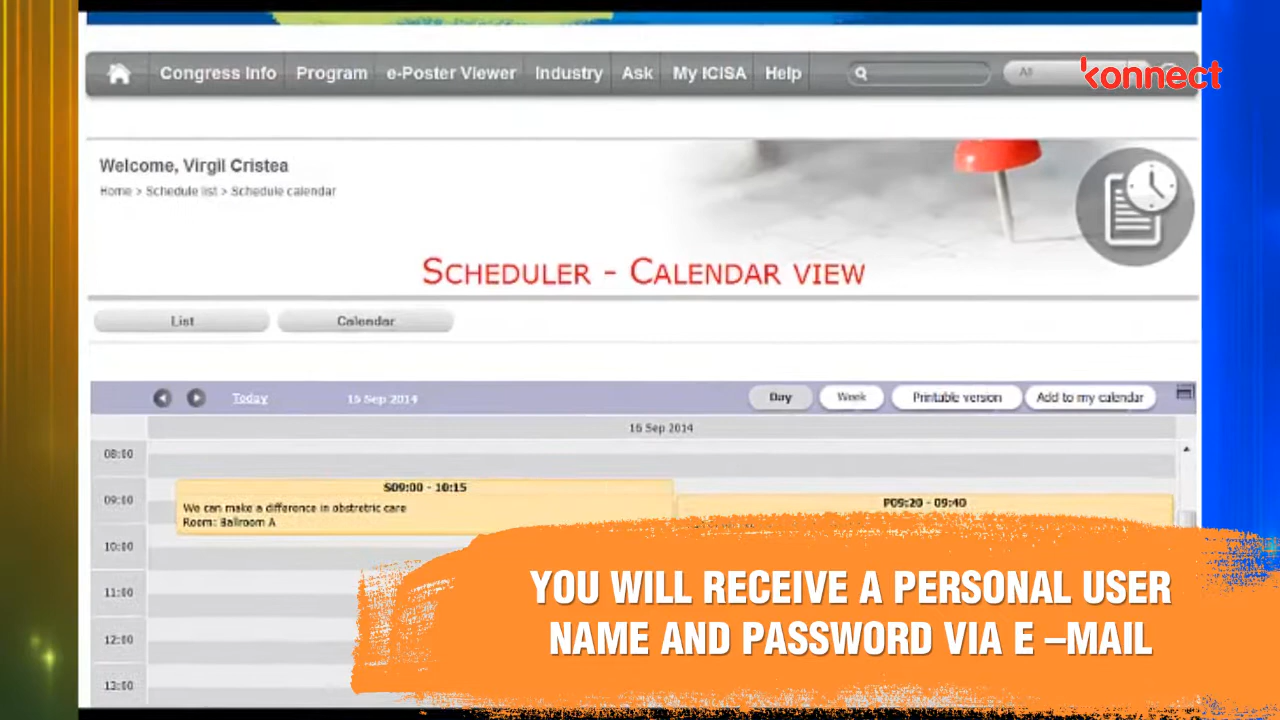 Congress Info Program e-Poster Viewer Industry Ask My ICISA Help All
konnect
Welcome, Virgil Cristea
Home > Schedule list > Schedule calendar
SCHEDULER - CALENDAR VIEW
List Calendar
Today 15 Sep 2014 Day Week Printable version Add to my calendar
15 Sep 2014
08:00
09:00
S09:00 - 10:15
We can make a difference in obstretric care
Room: Ballroom A
P09:20 - 09:40
10:00
11:00
12:00
13:00
YOU WILL RECEIVE A PERSONAL USER
NAME AND PASSWORD VIA E –MAIL